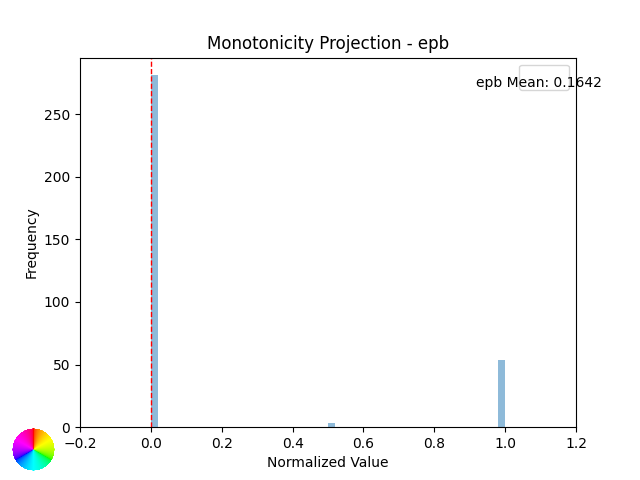 Monotonicity Projection - epb
epb Mean: 0.1642
Frequency
250
200
150
100
50
0
−0.2 0.0 0.2 0.4 0.6 0.8 1.0 1.2
Normalized Value